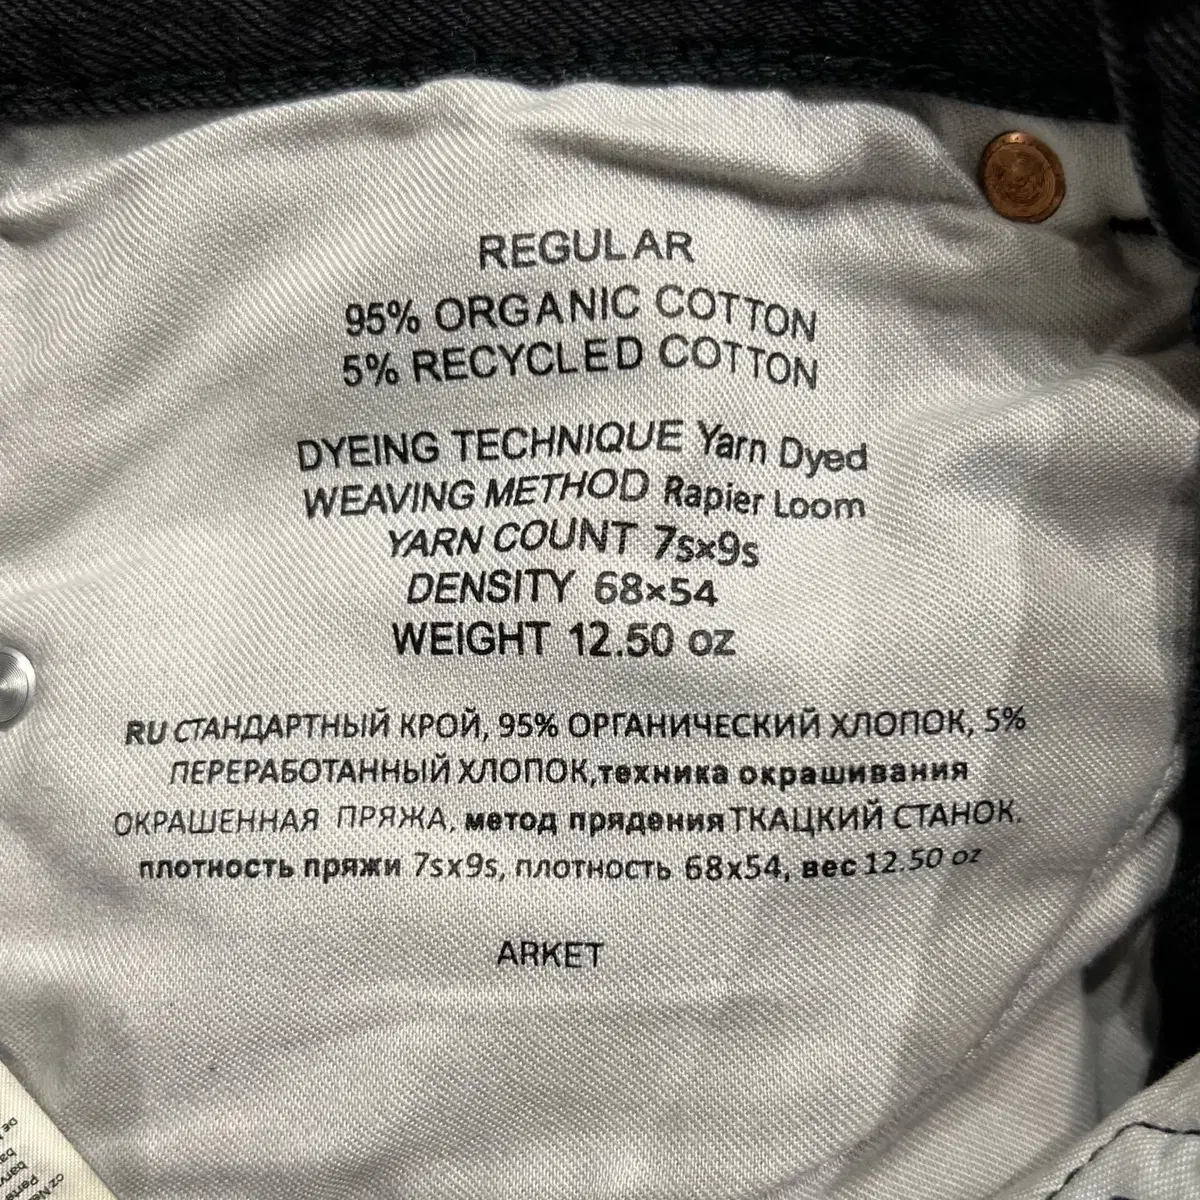 REGULAR
95% ORGANIC COTTON
5% RECYCLED COTTON
DYEING TECHNIQUE Yarn Dyed
WEAVING METHOD Rapier Loom
YARN COUNT 7s×9s
DENSITY 68×54
WEIGHT 12.50 oz
RU СТАНДАРТНЫЙ КРОЙ, 95% ОРГАНИЧЕСКИЙ ХЛОПОК, 5%
ПЕРЕРАБОТАННЫЙ ХЛОПОК,техника окрашивания
ОКРАШЕННАЯ ПРЯЖА, метод прядения ТКАЦКИЙ СТАНОК.
плотность пряжи 7sx9s, плотность 68x54, вес 12.50 oz
ARKET